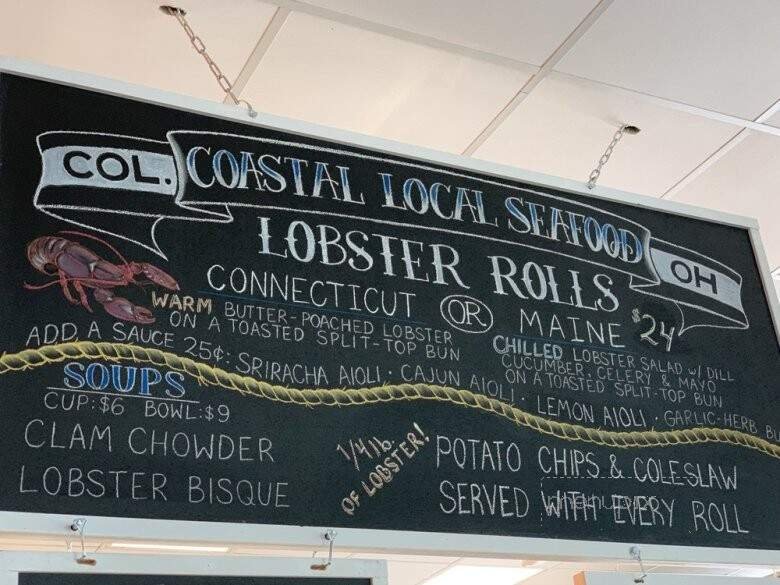 COL. COASTAL LOCAL SEAFOOD OH
LOBSTER ROLLS
CONNECTICUT OR MAINE $24
WARM BUTTER-POACHED LOBSTER
ON A TOASTED SPLIT-TOP BUN
CHILLED LOBSTER SALAD W/ DILL
CUCUMBER, CELERY & MAYO
ON A TOASTED SPLIT-TOP BUN
ADD A SAUCE 25¢: SRIRACHA AIOLI · CAJUN AIOLI · LEMON AIOLI · GARLIC-HERB BU
SOUPS
CUP:$6 BOWL:$9
CLAM CHOWDER
LOBSTER BISQUE
1/4 lb.
OF LOBSTER!
POTATO CHIPS & COLESLAW
SERVED WITH EVERY ROLL